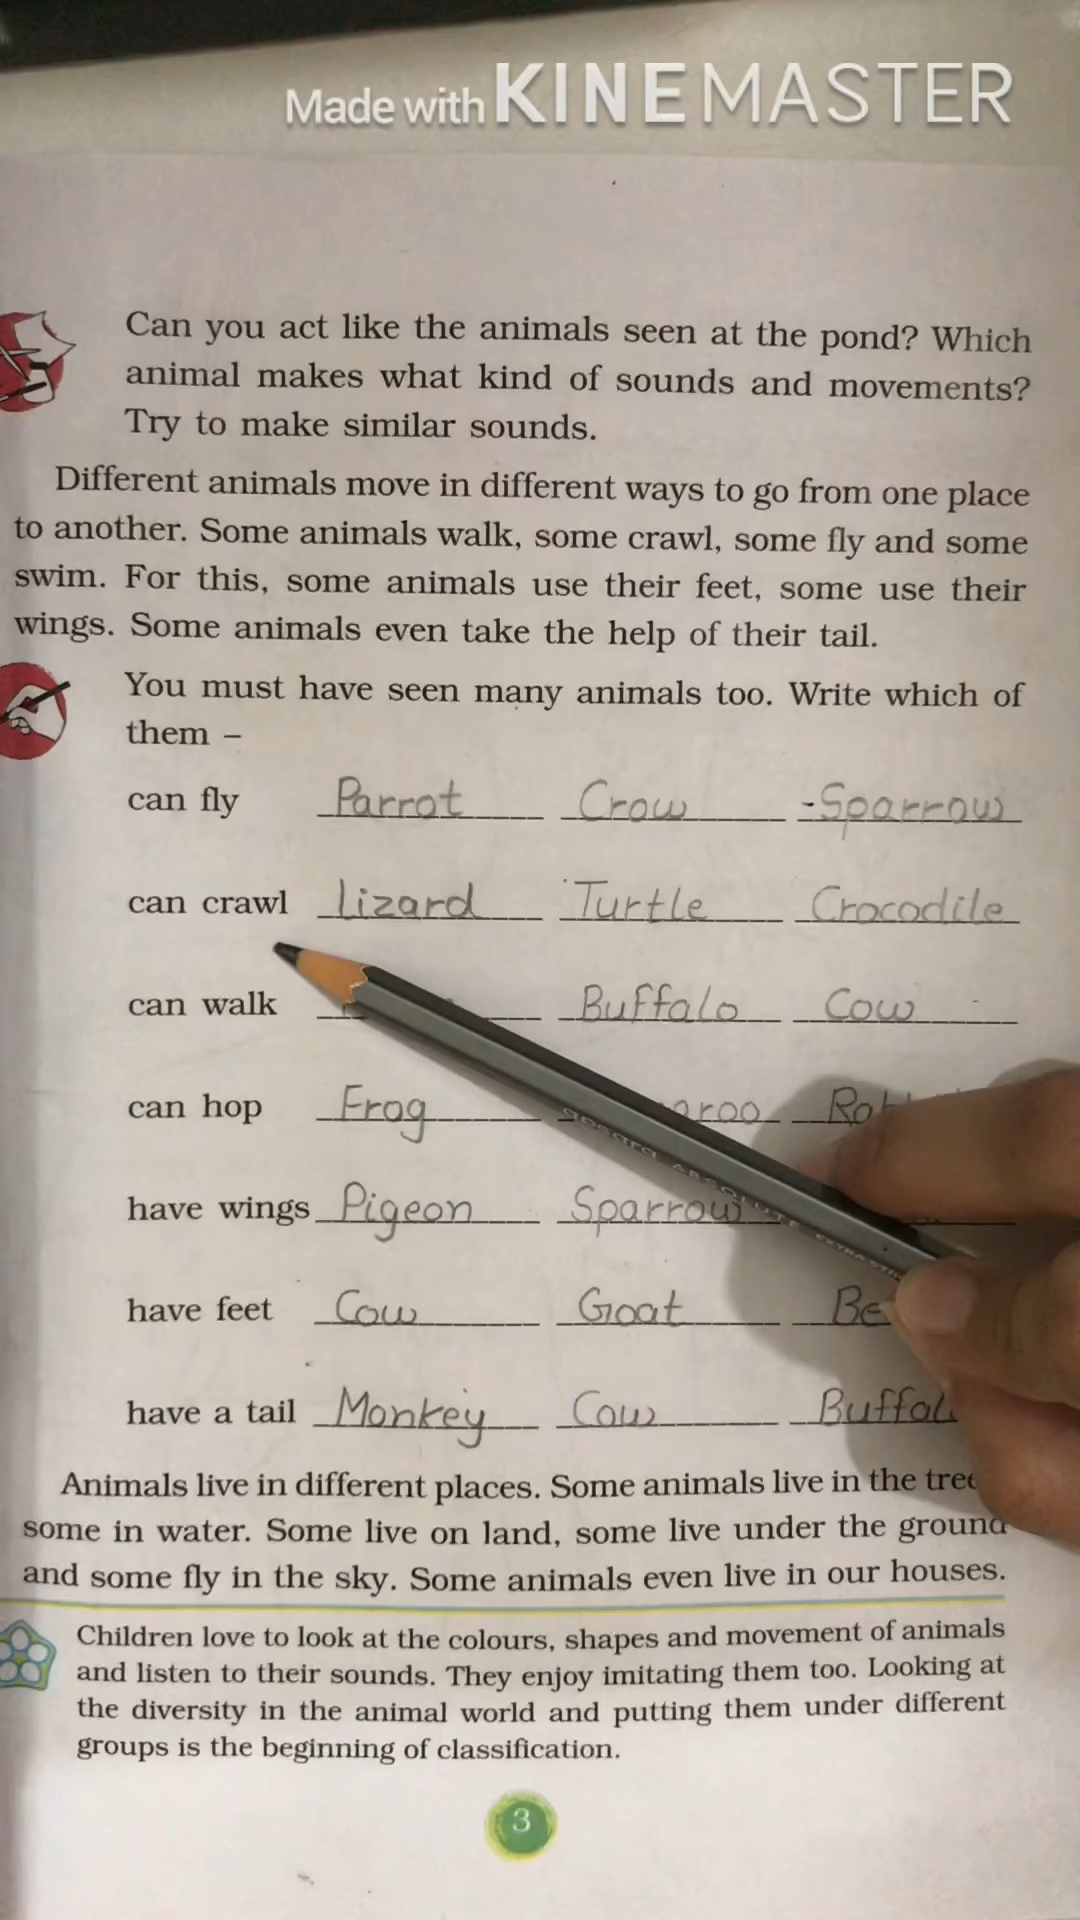 Made with KINEMASTER
Can you act like the animals seen at the pond? Which
animal makes what kind of sounds and movements?
Try to make similar sounds.
Different animals move in different ways to go from one place
to another. Some animals walk, some crawl, some fly and some
swim. For this, some animals use their feet, some use their
wings. Some animals even take the help of their tail.
You must have seen many animals too. Write which of
them –
can fly Parrot Crow Sparrow
can crawl Lizard Turtle Crocodile
can walk Buffalo Cow
can hop Frog
have wings Pigeon Sparrow
have feet Cow Goat
have a tail Monkey Cow
Animals live in different places. Some animals live in the
some in water. Some live on land, some live under the ground
and some fly in the sky. Some animals even live in our houses.
Children love to look at the colours, shapes and movement of animals
and listen to their sounds. They enjoy imitating them too. Looking at
the diversity in the animal world and putting them under different
groups is the beginning of classification.
3
apsara ABSOLUTE